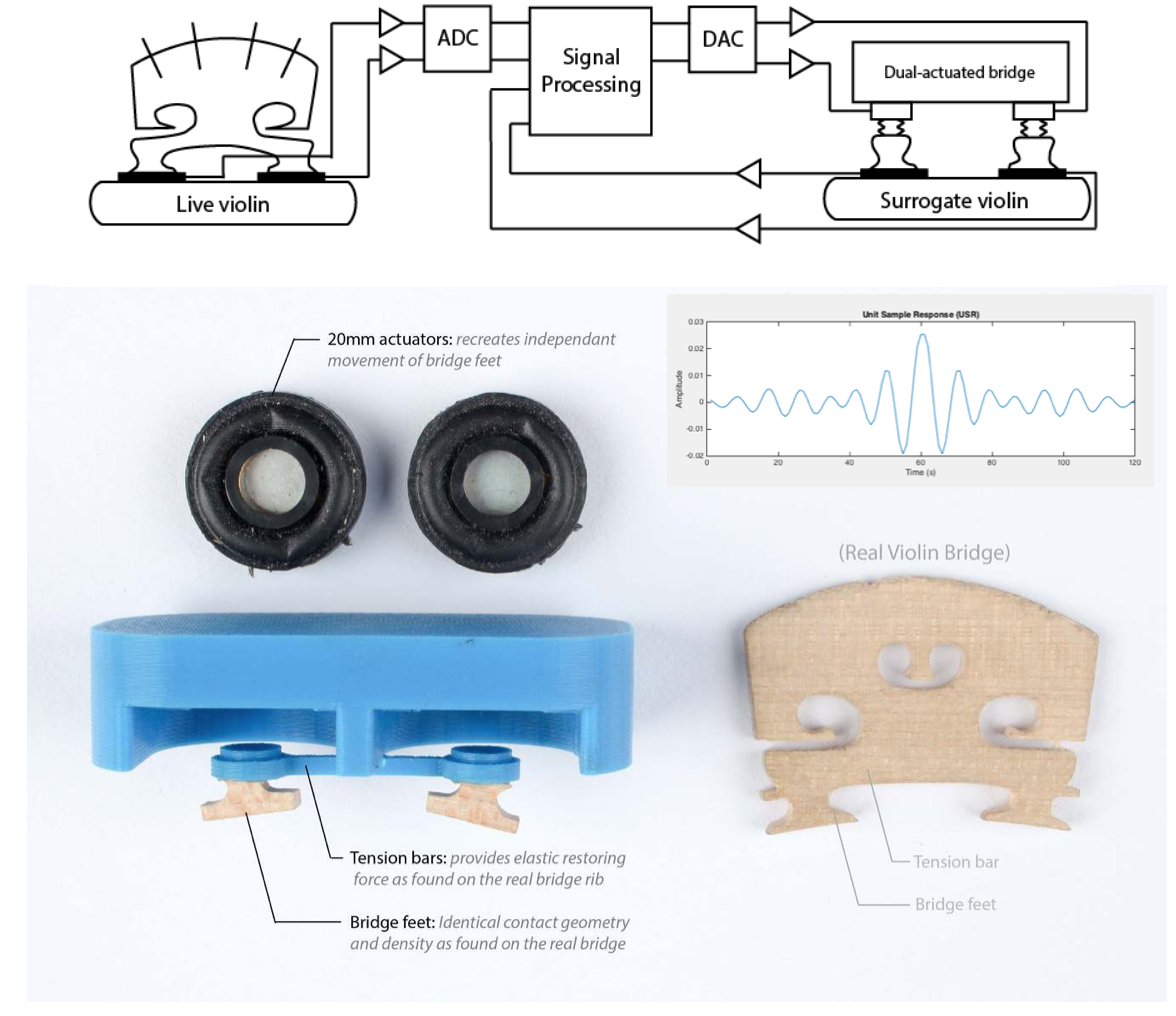 ADC
Signal
Processing
DAC
Dual-actuated bridge
Live violin
Surrogate violin
20mm actuators: recreates independant
movement of bridge feet
Unit Sample Response (USR)
Amplitude
0.03
0.02
0.01
0
-0.01
-0.02
0 20 40 60 80 100 120
Time (s)
(Real Violin Bridge)
Tension bars: provides elastic restoring
force as found on the real bridge rib
Bridge feet: Identical contact geometry
and density as found on the real bridge
Tension bar
Bridge feet